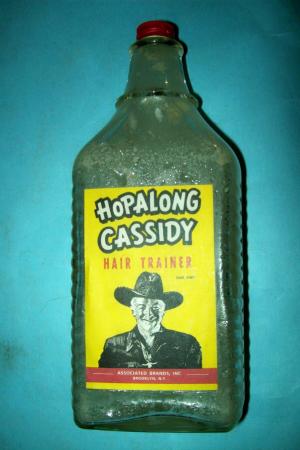 HOPALONG
CASSIDY
HAIR TRAINER
ASSOCIATED BRANDS, INC
BROOKLYN, N.Y.